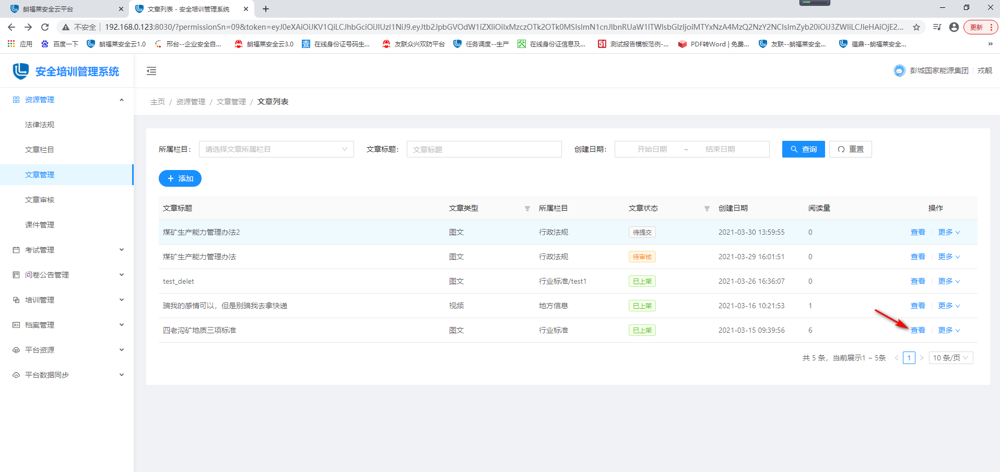 朗福莱安全云平台
文章列表 - 安全培训管理系统
不安全
192.168.0.123:8030/?permissionSn=09&token=eyJ0eXAiOiJKV1QiLCJhbGciOiJIUzI1NiJ9.eyJtb2JpbGVOdW1iZXIiOiIxMzczOTk2OTk0MSIsImN1cnJlbnRUaW1lTWlsbGlzIjoiMTYxNzA4MzQ2NzY2NCIsImZyb20iOiJ3ZWIiLCJleHAiOjE2...
更新
应用
百度一下
朗福莱安全云1.0
邢台--企业安全自...
朗福莱安全云3.0
查 在线身份证号码生...
友联众兴双防平台
任务调度--生产
在线身份证信息及...
51 测试报告模板范例-...
PDF转Word | 免费...
友联--朗福莱安全...
蕴鼎--朗福莱安全...
安全培训管理系统
彭城国家能源集团
戎靓
资源管理
法律法规
文章栏目
文章管理
文章审核
课件管理
考试管理
问卷公告管理
培训管理
档案管理
平台资源
平台数据同步
主页 / 资源管理 / 文章管理 / 文章列表
所属栏目： 请选择文章所属栏目 文章标题： 文章标题 创建日期： 开始日期 ~ 结束日期 查询 重置
添加
文章标题 文章类型 所属栏目 文章状态 创建日期 阅读量 操作
煤矿生产能力管理办法2 图文 行政法规 待提交 2021-03-30 13:59:55 0 查看 更多
煤矿生产能力管理办法 图文 行政法规 待审核 2021-03-29 16:01:51 0 查看 更多
test_delet 图文 行业标准/test1 已上架 2021-03-26 16:36:07 0 查看 更多
骗我的感情可以，但是别骗我去拿快递 视频 地方信息 已上架 2021-03-16 10:21:53 1 查看 更多
四老沟矿地质三项标准 图文 行业标准 已上架 2021-03-15 09:39:56 6 查看 更多
共 5 条，当前展示1 ~ 5条 1 10 条/页